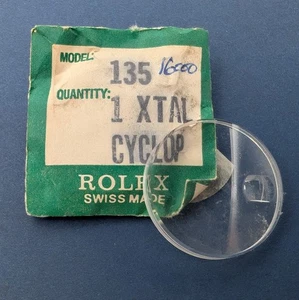 MODEL: 135 16000
QUANTITY: 1 XTAL
CYCLOP
ROLEX
SWISS MADE